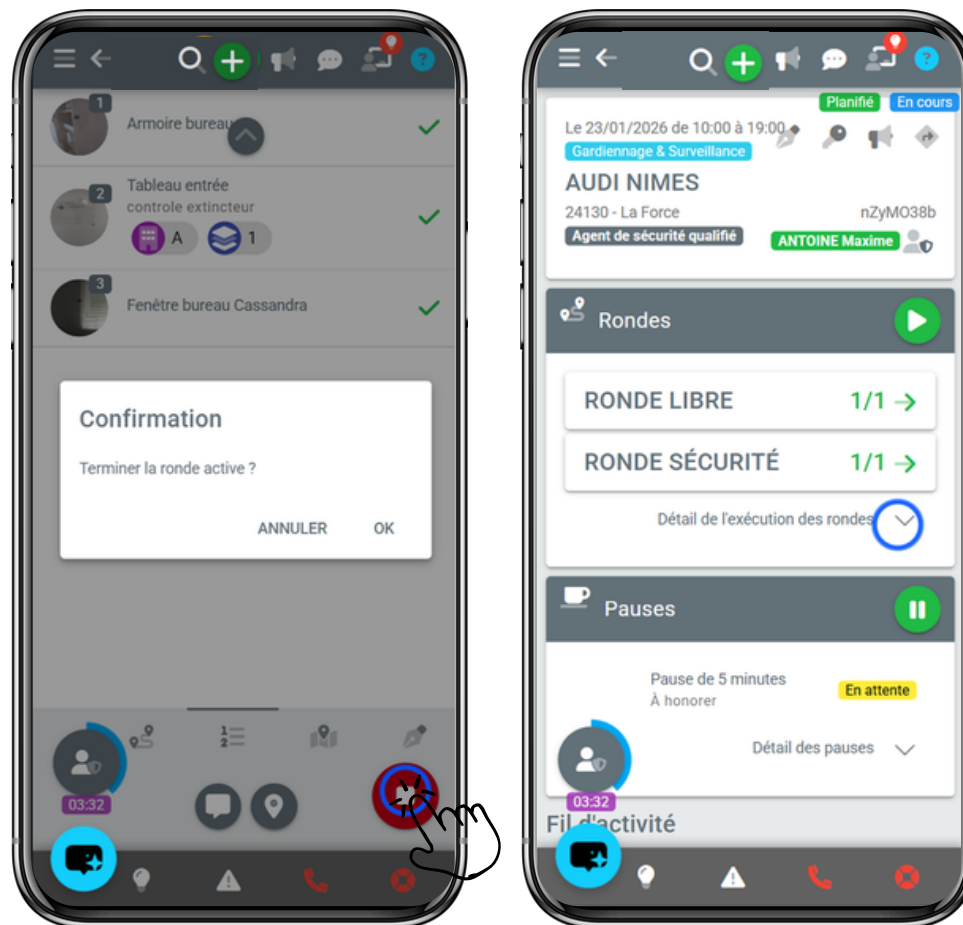 1
Armoire bureau
2
Tableau entrée
controle extincteur
A
1
3
Fenêtre bureau Cassandra
Confirmation
Terminer la ronde active ?
ANNULER OK
1
2
03:32
?
Planifié En cours
Le 23/01/2026 de 10:00 à 19:00
Gardiennage & Surveillance
AUDI NIMES
24130 - La Force nZyMO38b
Agent de sécurité qualifié ANTOINE Maxime
Rondes
RONDE LIBRE 1/1
RONDE SÉCURITÉ 1/1
Détail de l'exécution des rondes
Pauses
Pause de 5 minutes
À honorer
En attente
Détail des pauses
03:32
Fil d'activité